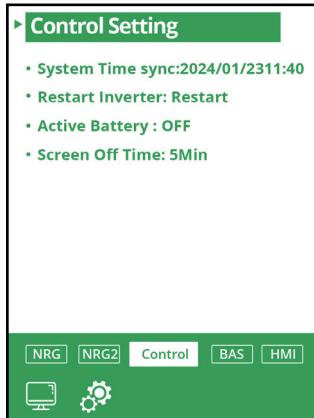 Control Setting
• System Time sync:2024/01/2311:40
• Restart Inverter: Restart
• Active Battery : OFF
• Screen Off Time: 5Min
NRG NRG2 Control BAS HMI